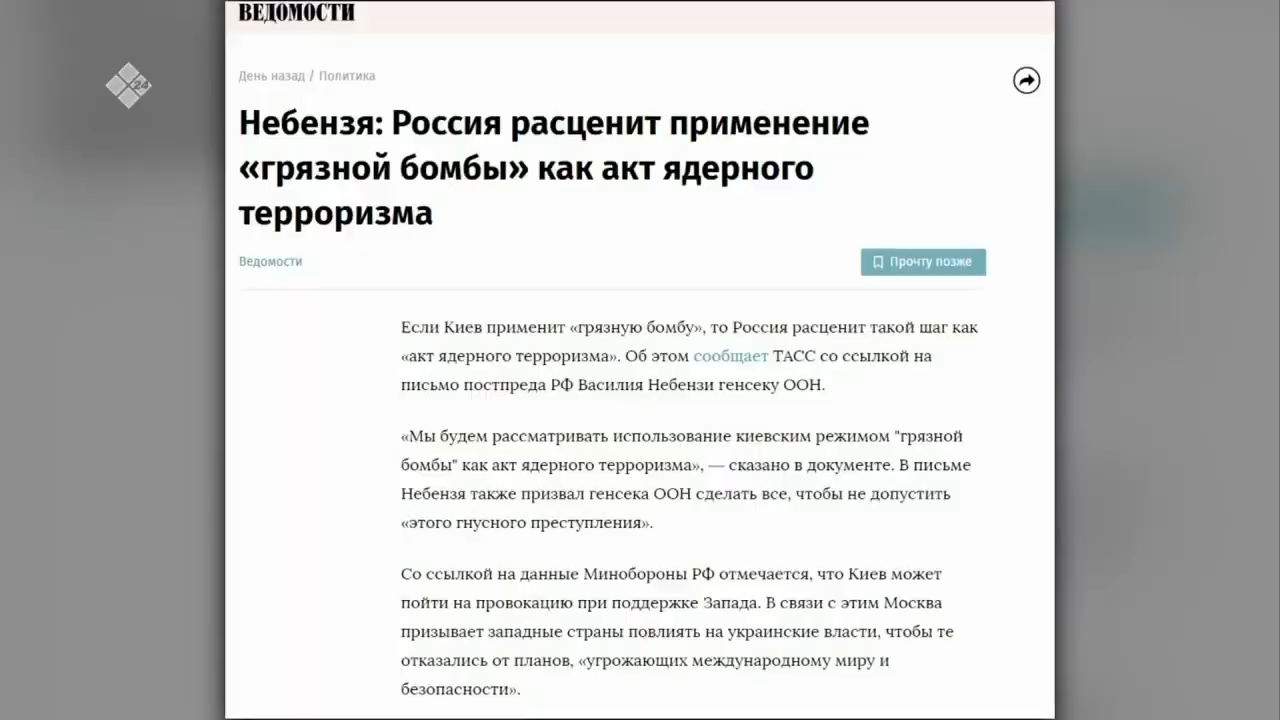 ВЕДОМОСТИ
24
День назад / Политика
Небензя: Россия расценит применение
«грязной бомбы» как акт ядерного
терроризма
Ведомости
Прочту позже
Если Киев применит «грязную бомбу», то Россия расценит такой шаг как
«акт ядерного терроризма». Об этом сообщает ТАСС со ссылкой на
письмо постпреда РФ Василия Небензи генсеку ООН.
«Мы будем рассматривать использование киевским режимом "грязной
бомбы" как акт ядерного терроризма», — сказано в документе. В письме
Небензя также призвал генсека ООН сделать все, чтобы не допустить
«этого гнусного преступления».
Со ссылкой на данные Минобороны РФ отмечается, что Киев может
пойти на провокацию при поддержке Запада. В связи с этим Москва
призывает западные страны повлиять на украинские власти, чтобы те
отказались от планов, «угрожающих международному миру и
безопасности».